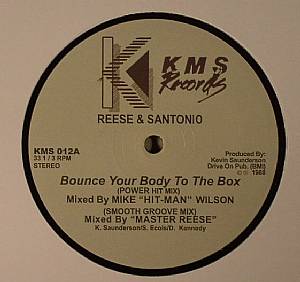 KMS
Records
REESE & SANTONIO
KMS 012A
33 1/3 RPM
STEREO
Produced By:
Kevin Saunderson
Drive On Pub. (BMI)
©℗ 1988
Bounce Your Body To The Box
(POWER HIT MIX)
Mixed By MIKE "HIT-MAN" WILSON
(SMOOTH GROOVE MIX)
Mixed By "MASTER REESE"
K. Saunderson/S. Ecols/D. Kennedy